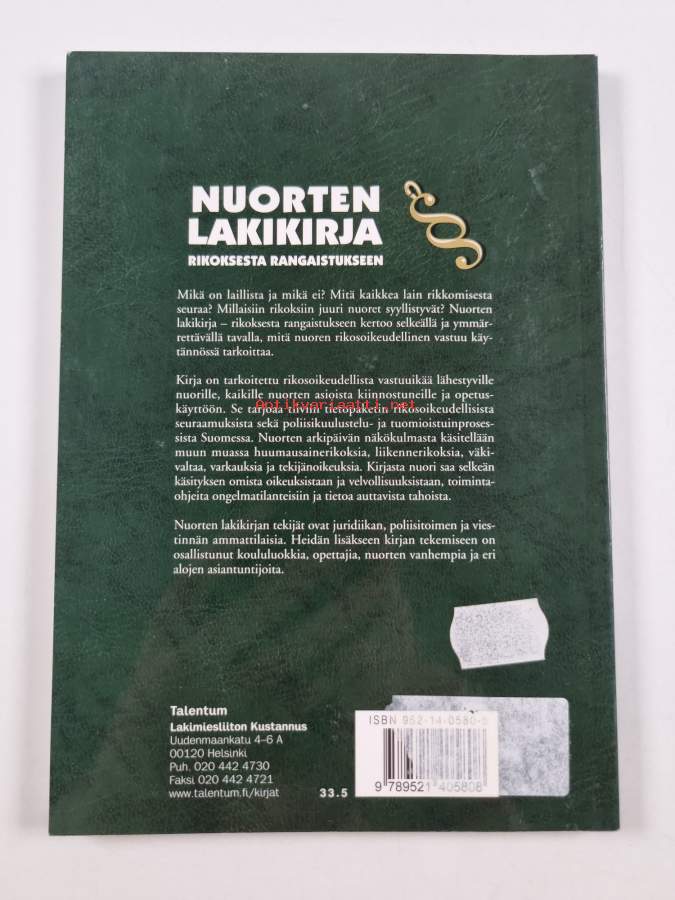 NUORTEN
LAKIKIRJA
RIKOKSESTA RANGAISTUKSEEN
Mikä on laillista ja mikä ei? Mitä kaikkea lain rikkomisesta
seuraa? Millaisiin rikoksiin juuri nuoret syyllistyvät? Nuorten
lakikirja – rikoksesta rangaistukseen kertoo selkeällä ja ymmär-
rettävällä tavalla, mitä nuoren rikosoikeudellinen vastuu käy-
tännössä tarkoittaa.
Kirja on tarkoitettu rikosoikeudellista vastuuikää lähestyville
nuorille, kaikille nuorten asioista kiinnostuneille ja opetus-
käyttöön. Se tarjoaa tiiviin tietopaketin rikosoikeudellisista
Antikvariaatti.net
seuraamuksista sekä poliisikuulustelu- ja tuomioistuinproses-
sista Suomessa. Nuorten arkipäivän näkökulmasta käsitellään
muun muassa huumausainerikoksia, liikennerikoksia, väki-
valtaa, varkauksia ja tekijänoikeuksia. Kirjasta nuori saa selkeän
käsityksen omista oikeuksistaan ja velvollisuuksistaan, toiminta-
ohjeita ongelmatilanteisiin ja tietoa auttavista tahoista.
Nuorten lakikirjan tekijät ovat juridiikan, poliisitoimen ja vies-
tinnän ammattilaisia. Heidän lisäkseen kirjan tekemiseen on
osallistunut koululuokkia, opettajia, nuorten vanhempia ja eri
alojen asiantuntijoita.
Talentum
Lakimiesliiton Kustannus
Uudenmaankatu 4–6 A
00120 Helsinki
Puh. 020 442 4730
Faksi 020 442 4721
www.talentum.fi/kirjat
33.5
ISBN 952-14-0580-5
9 789521 405808